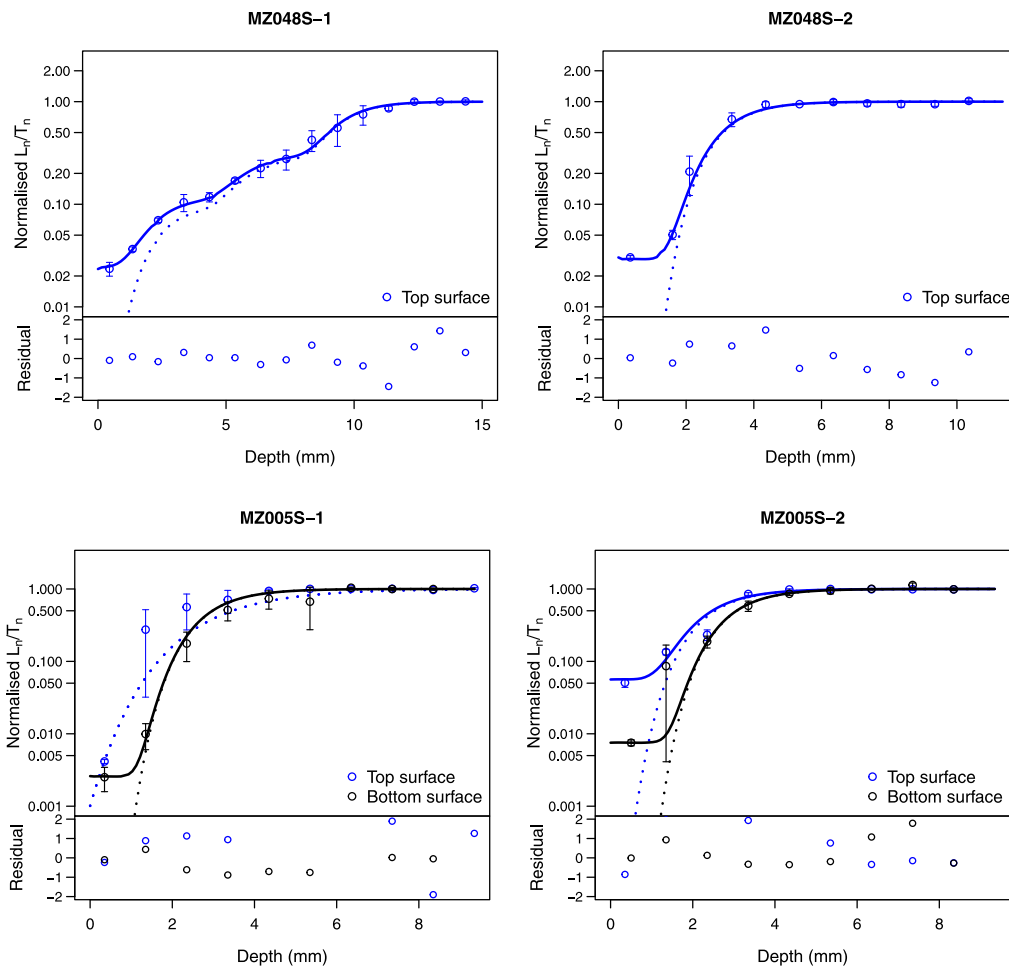 MZ048S−1
Normalised Ln/Tn
2.00
1.00
0.50
0.20
0.10
0.05
0.02
0.01
Top surface
Residual
2
1
0
−1
−2
0 5 10 15
Depth (mm)
MZ048S−2
Normalised Ln/Tn
2.00
1.00
0.50
0.20
0.10
0.05
0.02
0.01
Top surface
Residual
2
1
0
−1
−2
0 2 4 6 8 10
Depth (mm)
MZ005S−1
Normalised Ln/Tn
1.000
0.500
0.100
0.050
0.010
0.005
0.001
Top surface
Bottom surface
Residual
2
1
0
−1
−2
0 2 4 6 8
Depth (mm)
MZ005S−2
Normalised Ln/Tn
1.000
0.500
0.100
0.050
0.010
0.005
0.001
Top surface
Bottom surface
Residual
2
1
0
−1
−2
0 2 4 6 8
Depth (mm)